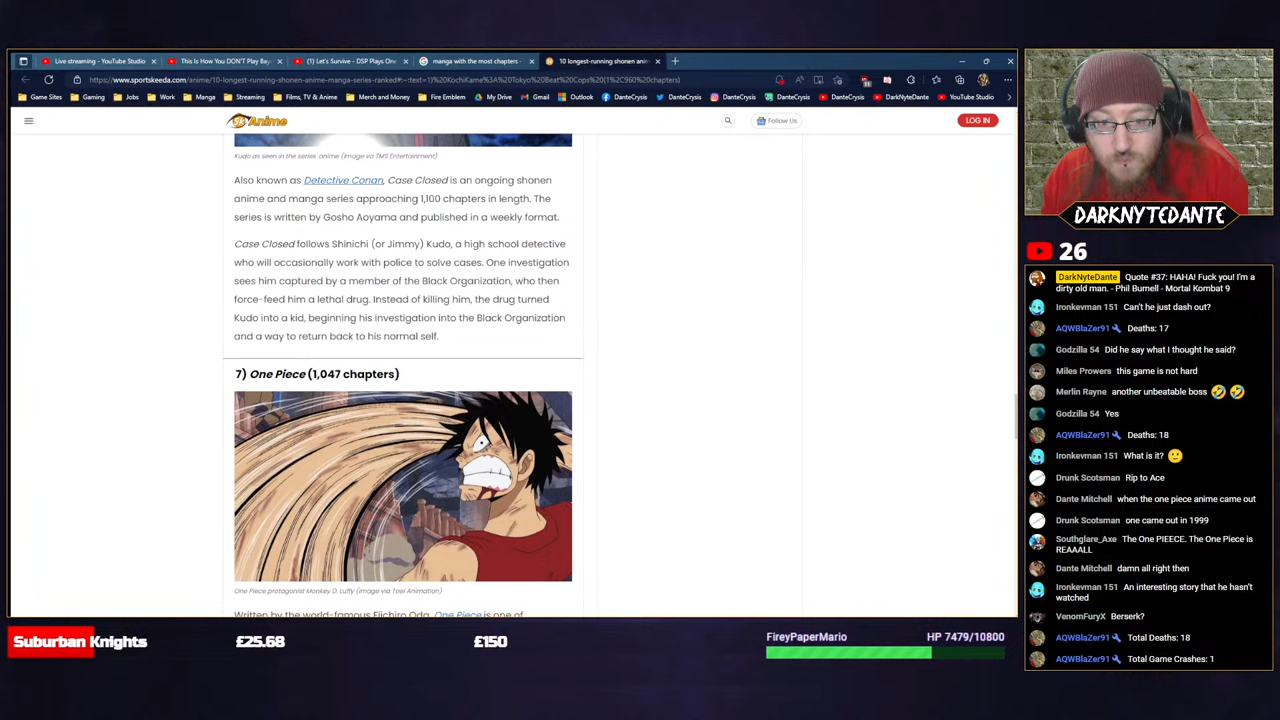 Live streaming - YouTube Studio
This Is How You DON'T Play Bay
(1) Let's Survive - DSP Plays One
manga with the most chapters -
10 longest-running shonen anim
https://www.sportskeeda.com/anime/10-longest-running-shonen-anime-manga-series-ranked#:~:text=1)%20KochiKame%3A%20Tokyo%20Beat%20Cops%20(1%2C960%20chapters)
Game Sites
Gaming
Jobs
Work
Manga
Streaming
Films, TV & Anime
Merch and Money
Fire Emblem
My Drive
Gmail
Outlook
DanteCrysis
DanteCrysis
DanteCrysis
DanteCrysis
DanteCrysis
DarkNyteDante
YouTube Studio
Anime
Follow Us
LOG IN
Kudo as seen in the series' anime (Image va TMS Entertainment)
Also known as Detective Conan, Case Closed is an ongoing shonen
anime and manga series approaching 1,100 chapters in length. The
series is written by Gosho Aoyama and published in a weekly format.
Case Closed follows Shinichi (or Jimmy) Kudo, a high school detective
who will occasionally work with police to solve cases. One investigation
sees him captured by a member of the Black Organization, who then
force-feed him a lethal drug. Instead of killing him, the drug turned
Kudo into a kid, beginning his investigation into the Black Organization
and a way to return back to his normal self.
7) One Piece (1,047 chapters)
One Piece protagonist Monkey D. Luffy (Image via Toei Animation)
Written by the world-famous Eiichiro Oda, One Piece is one of
DARKNYTEDANTE
26
DarkNyteDante Quote #37: HAHA! Fuck you! I'm a
dirty old man. - Phil Burnell - Mortal Kombat 9
Ironkevman 151 Can't he just dash out?
AQWBlaZer91 Deaths: 17
Godzilla 54 Did he say what I thought he said?
Miles Prowers this game is not hard
Merlin Rayne another unbeatable boss 🤣 🤣
Godzilla 54 Yes
AQWBlaZer91 Deaths: 18
Ironkevman 151 What is it? 🙂
Drunk Scotsman Rip to Ace
Dante Mitchell when the one piece anime came out
Drunk Scotsman one came out in 1999
Southglare_Axe The One PIEECE. The One Piece is
REAAALL
Dante Mitchell damn all right then
Ironkevman 151 An interesting story that he hasn't
watched
VenomFuryX Berserk?
AQWBlaZer91 Total Deaths: 18
AQWBlaZer91 Total Game Crashes: 1
Suburban Knights
£25.68
£150
FireyPaperMario
HP 7479/10800